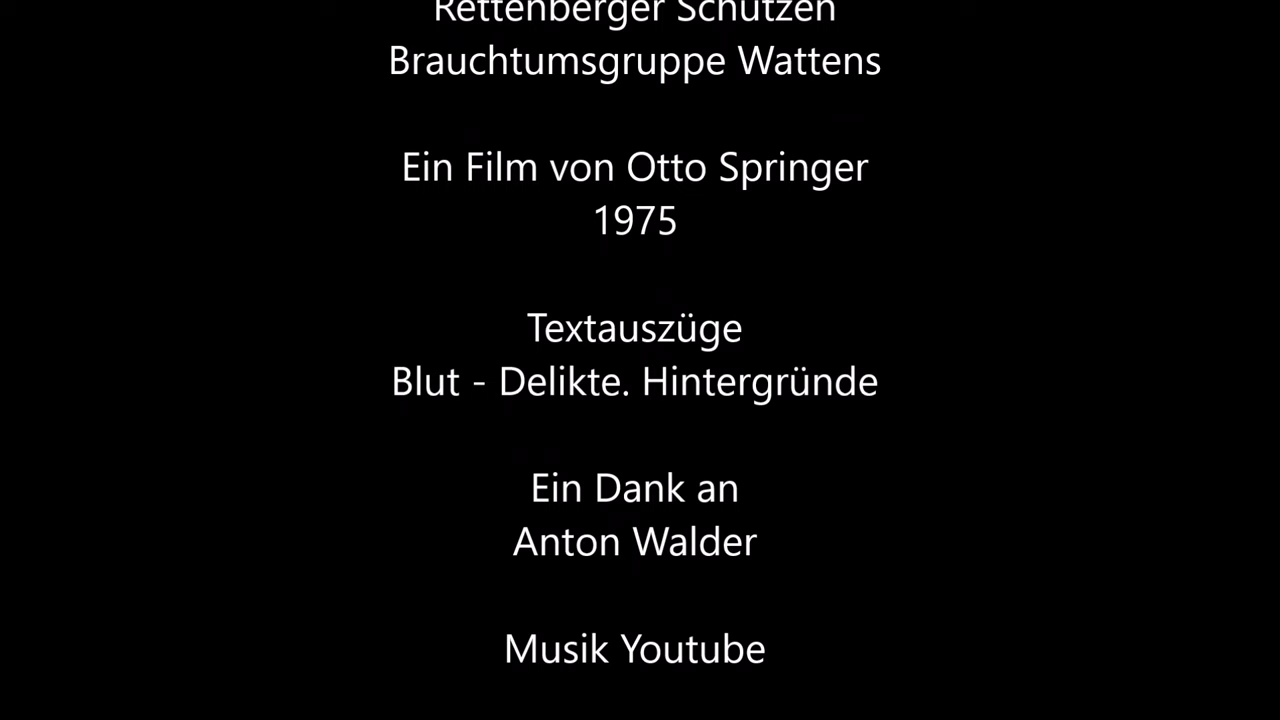 Rettenberger Schützen
Brauchtumsgruppe Wattens
Ein Film von Otto Springer
1975
Textauszüge
Blut - Delikte. Hintergründe
Ein Dank an
Anton Walder
Musik Youtube